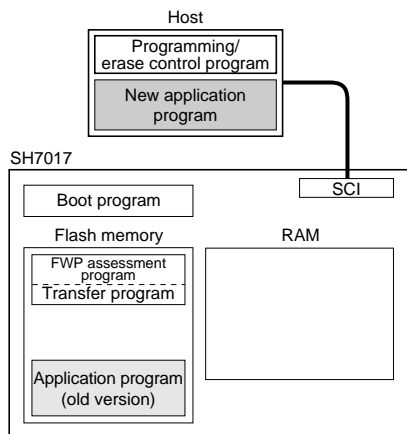 Host
Programming/
erase control program
New application
program
SH7017
SCI
Boot program
Flash memory
RAM
FWP assessment
program
Transfer program
Application program
(old version)